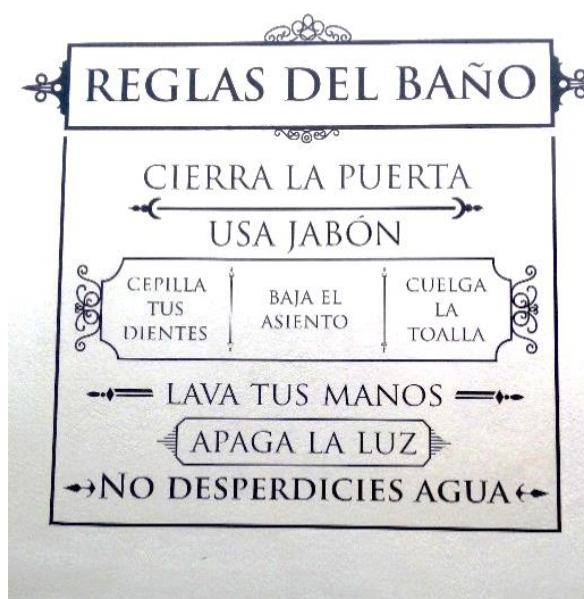 REGLAS DEL BAÑO
CIERRA LA PUERTA
USA JABÓN
CEPILLA
TUS
DIENTES
BAJA EL
ASIENTO
CUELGA
LA
TOALLA
LAVA TUS MANOS
APAGA LA LUZ
NO DESPERDICIES AGUA